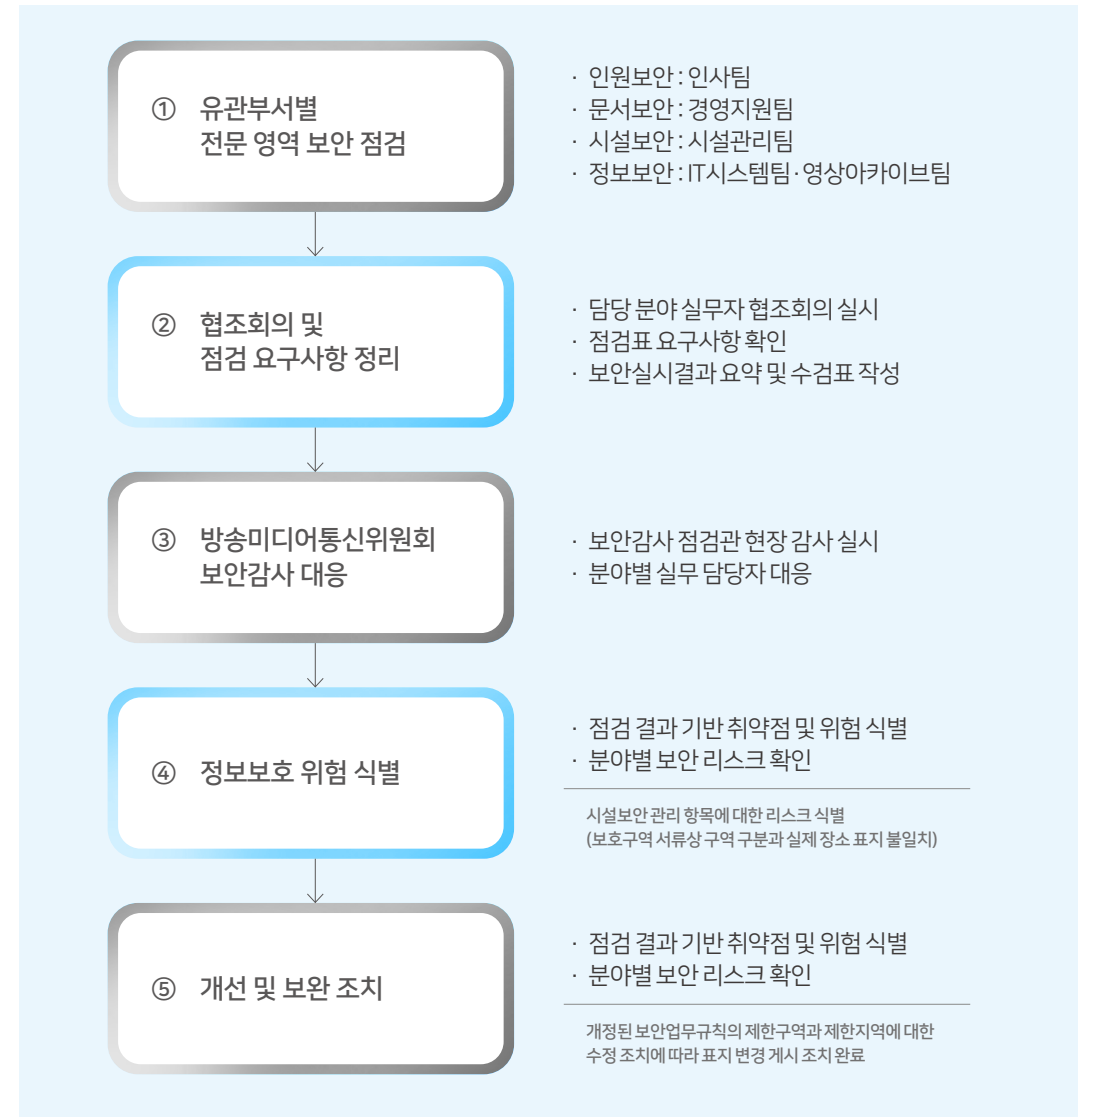 ① 유관부서별
전문 영역 보안 점검
· 인원보안 : 인사팀
· 문서보안 : 경영지원팀
· 시설보안 : 시설관리팀
· 정보보안 : IT시스템팀·영상아카이브팀
② 협조회의 및
점검 요구사항 정리
· 담당 분야 실무자 협조회의 실시
· 점검표 요구사항 확인
· 보안실시결과 요약 및 수검표 작성
③ 방송미디어통신위원회
보안감사 대응
· 보안감사 점검관 현장 감사 실시
· 분야별 실무 담당자 대응
④ 정보보호 위험 식별
· 점검 결과 기반 취약점 및 위험 식별
· 분야별 보안 리스크 확인
시설보안 관리 항목에 대한 리스크 식별
(보호구역 서류상 구역 구분과 실제 장소 표지 불일치)
⑤ 개선 및 보완 조치
· 점검 결과 기반 취약점 및 위험 식별
· 분야별 보안 리스크 확인
개정된 보안업무규칙의 제한구역과 제한지역에 대한
수정 조치에 따라 표지 변경 게시 조치 완료